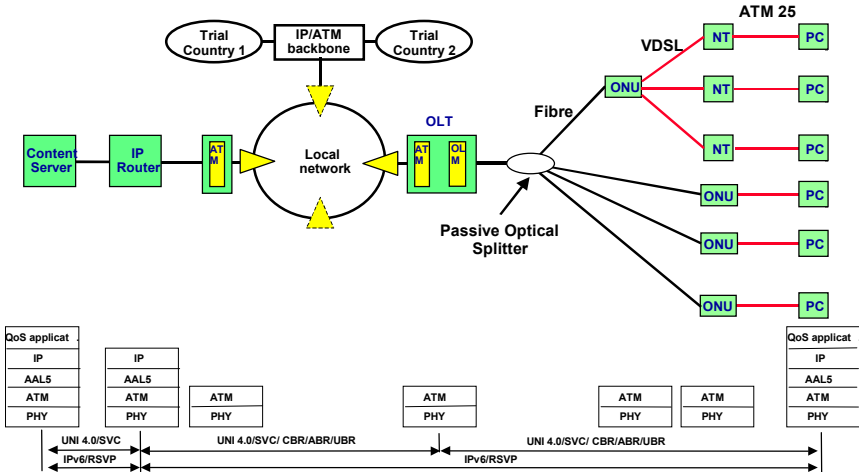 ATM 25
Trial
Country 1
IP/ATM
backbone
Trial
Country 2
VDSL
NT
PC
ONU
NT
PC
Fibre
OLT
NT
PC
Content
Server
IP
Router
AT
M
Local
network
AT
M
OL
M
ONU
PC
Passive Optical
Splitter
ONU
PC
ONU
PC
QoS applicat .
IP
AAL5
ATM
PHY
IP
AAL5
ATM
PHY
ATM
PHY
ATM
PHY
ATM
PHY
ATM
PHY
QoS applicat .
IP
AAL5
ATM
PHY
UNI 4.0/SVC
UNI 4.0/SVC/ CBR/ABR/UBR
UNI 4.0/SVC/ CBR/ABR/UBR
IPv6/RSVP
IPv6/RSVP